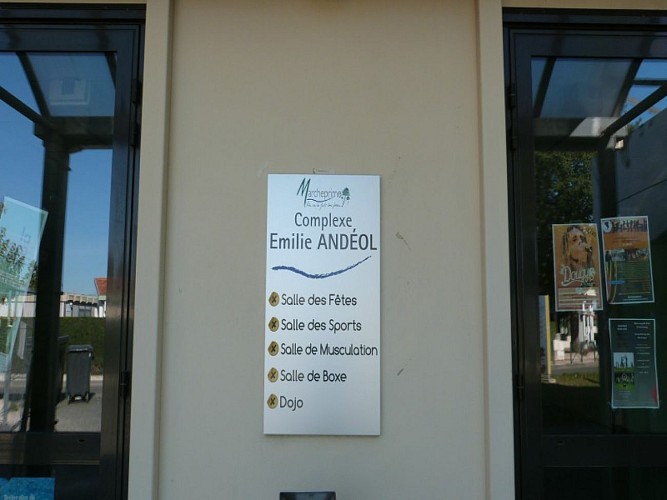 Marcheprime
Complexe
Emilie ANDÉOL
Salle des Fêtes
Salle des Sports
Salle de Musculation
Salle de Boxe
Dojo